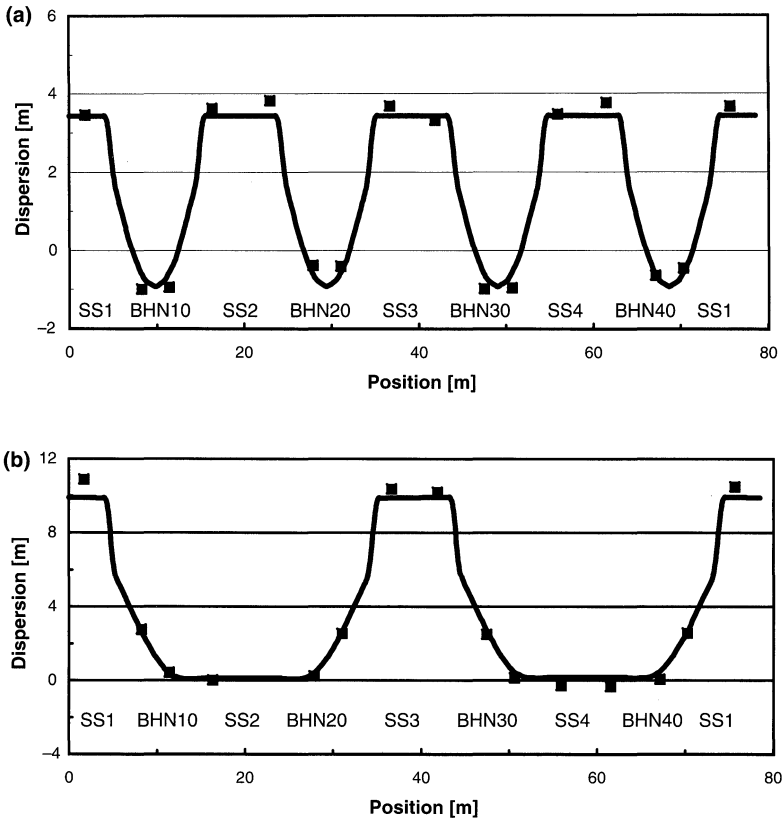 (a)
6
4
2
0
−2
Dispersion [m]
SS1 BHN10 SS2 BHN20 SS3 BHN30 SS4 BHN40 SS1
0 20 40 60 80
Position [m]
(b)
12
8
4
0
−4
Dispersion [m]
SS1 BHN10 SS2 BHN20 SS3 BHN30 SS4 BHN40 SS1
0 20 40 60 80
Position [m]